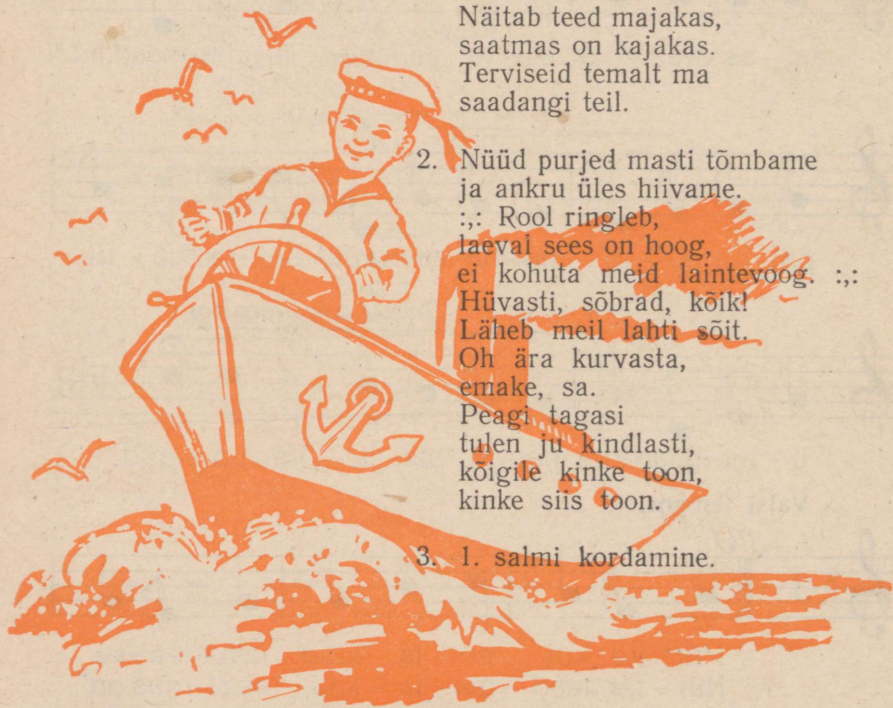 Näitab teed majakas,
saatmas on kajakas.
Terviseid temalt ma
saadangi teil.
2. Nüüd purjed masti tõmbame
ja ankru üles hiivame.
:,: Rool ringleb,
laevai sees on hoog,
ei kohuta meid laintevoog. :,:
Hüvasti, sõbrad, kõik!
Läheb meil lahti sõit.
Oh ära kurvasta,
emake, sa.
Peagi tagasi
tulen ju kindlasti,
kõigile kinke toon,
kinke siis toon.
3. 1. salmi kordamine.